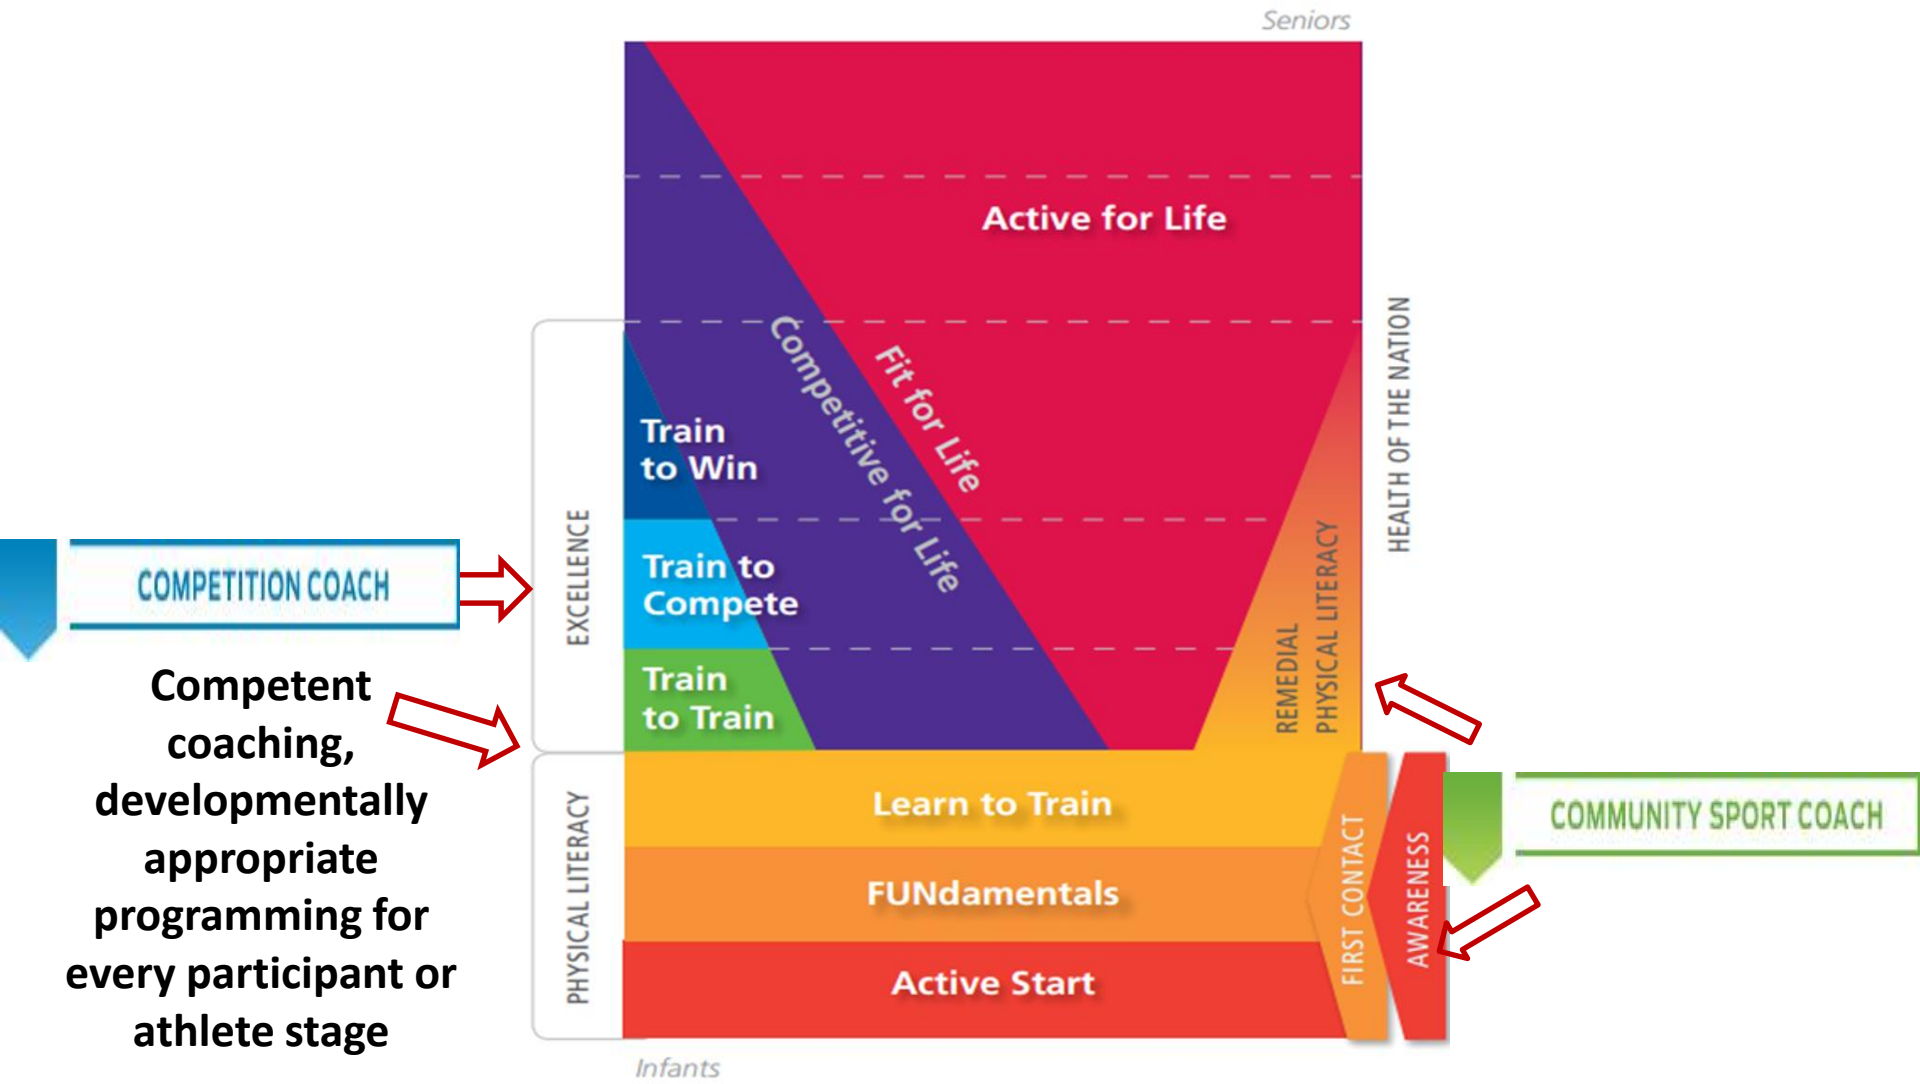 Seniors
Active for Life
Competitive for Life
Fit for Life
HEALTH OF THE NATION
Train
to Win
EXCELLENCE
Train to
Compete
REMEDIAL
PHYSICAL LITERACY
COMPETITION COACH
Train
to Train
Competent
coaching,
developmentally
appropriate
programming for
every participant or
athlete stage
PHYSICAL LITERACY
Learn to Train
FUNdamentals
Active Start
FIRST CONTACT
AWARENESS
COMMUNITY SPORT COACH
Infants